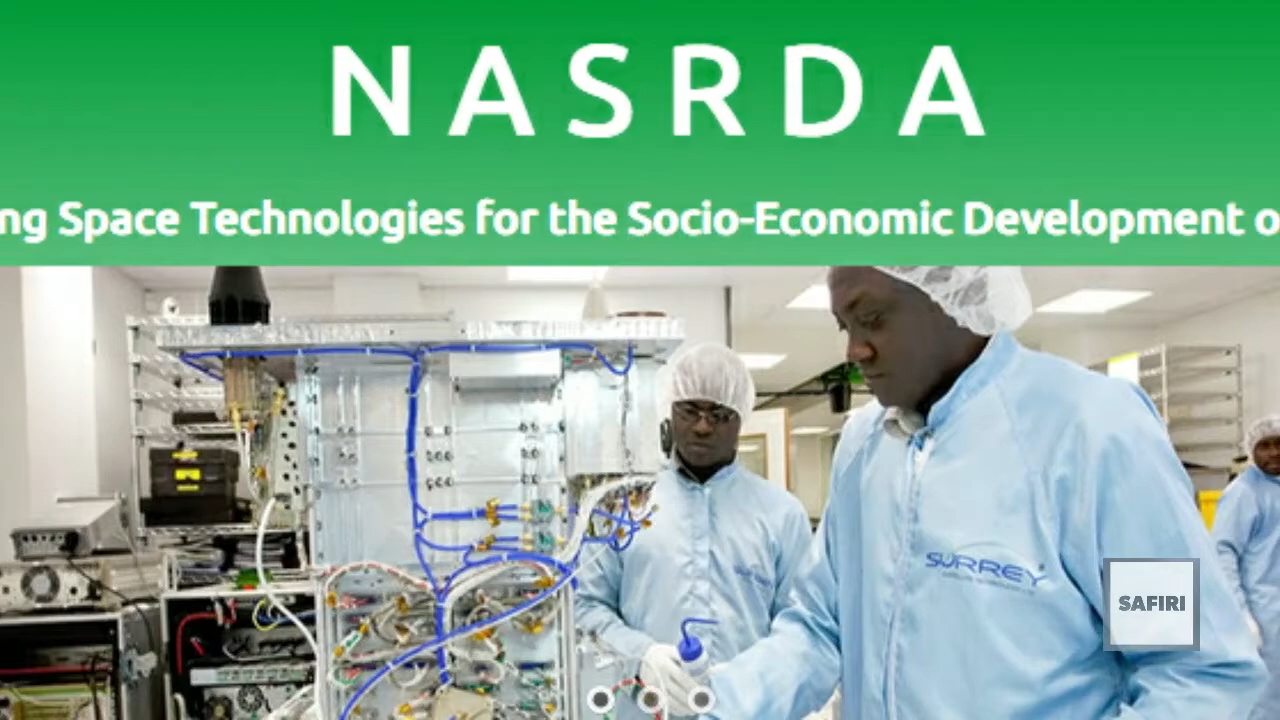 NASRDA
ng Space Technologies for the Socio-Economic Development o
SURREY
SAFIRI